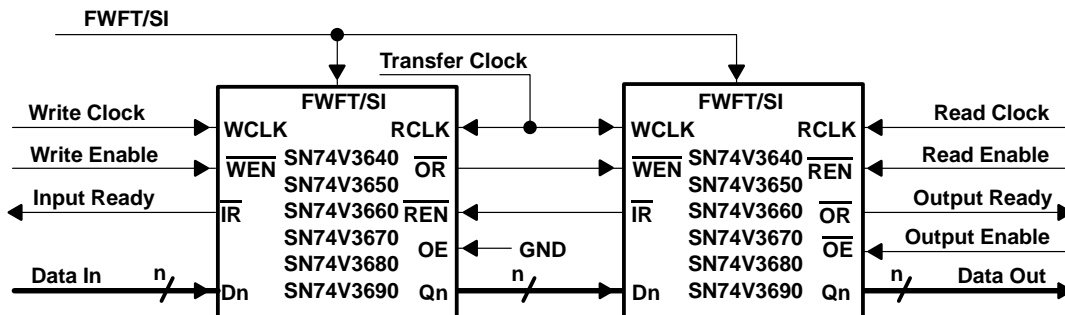 FWFT/SI
Transfer Clock
FWFT/SI FWFT/SI
Write Clock WCLK RCLK WCLK RCLK Read Clock
Write Enable WEN SN74V3640 OR WEN SN74V3640 REN Read Enable
SN74V3650 SN74V3650
Input Ready IR SN74V3660 REN IR SN74V3660 OR Output Ready
SN74V3670 OE GND SN74V3670 OE Output Enable
SN74V3680 SN74V3680
Data In n Dn SN74V3690 Qn n Dn SN74V3690 Qn n Data Out